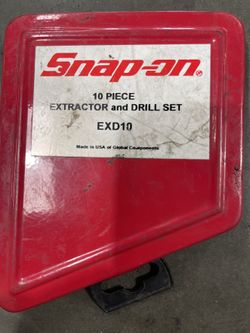 Snap-on
10 PIECE
EXTRACTOR and DRILL SET
EXD10
Made in USA of Global Components